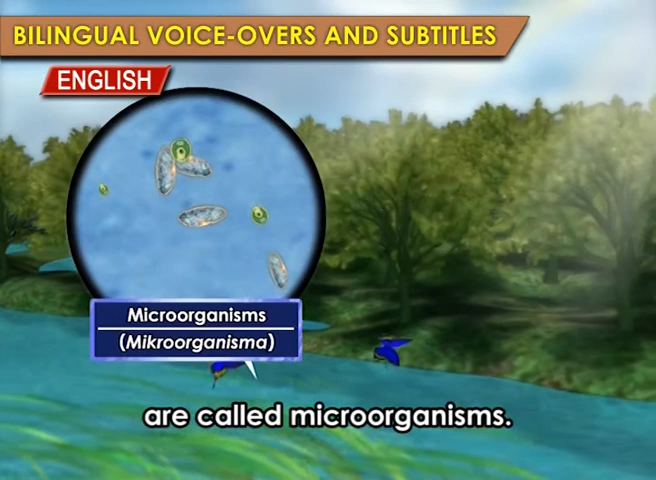 BILINGUAL VOICE-OVERS AND SUBTITLES
ENGLISH
Microorganisms
(Mikroorganisma)
are called microorganisms.